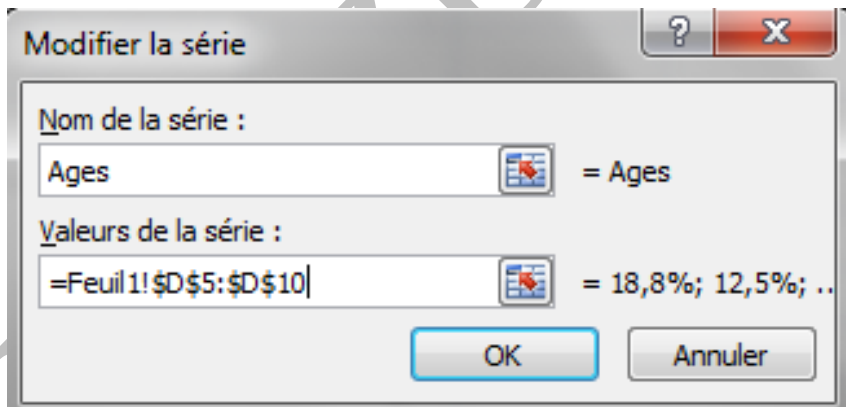 Modifier la série
Nom de la série :
Ages = Ages
Valeurs de la série :
=Feuil1!$D$5:$D$10 = 18,8%; 12,5%; ..
OK Annuler